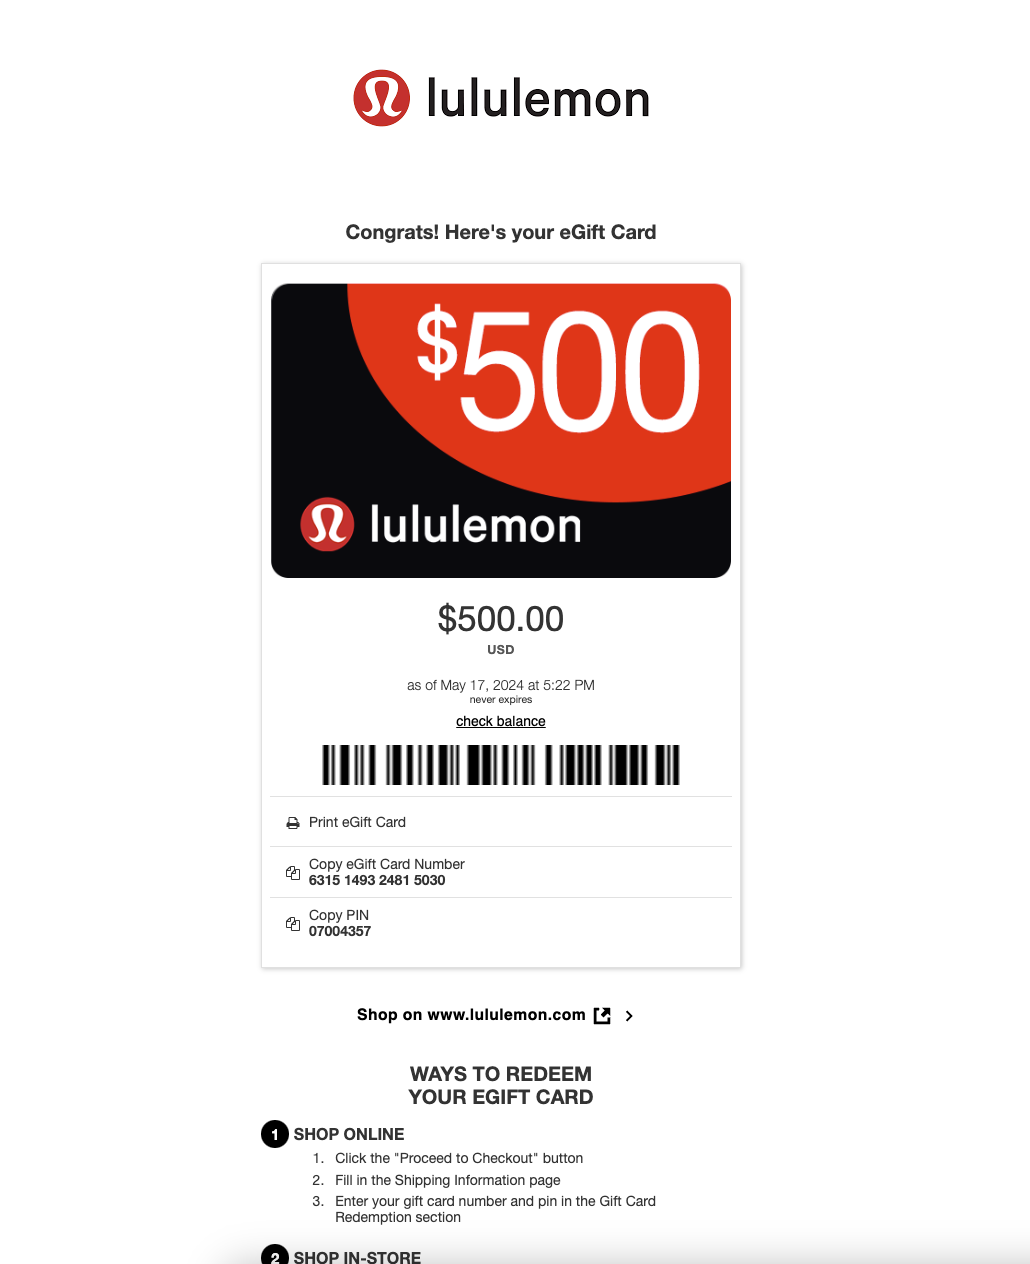 lululemon
Congrats! Here's your eGift Card
$500
lululemon
$500.00
USD
as of May 17, 2024 at 5:22 PM
never expires
check balance
Print eGift Card
Copy eGift Card Number
6315 1493 2481 5030
Copy PIN
07004357
Shop on www.lululemon.com
WAYS TO REDEEM
YOUR EGIFT CARD
1 SHOP ONLINE
1. Click the "Proceed to Checkout" button
2. Fill in the Shipping Information page
3. Enter your gift card number and pin in the Gift Card
Redemption section
2 SHOP IN-STORE